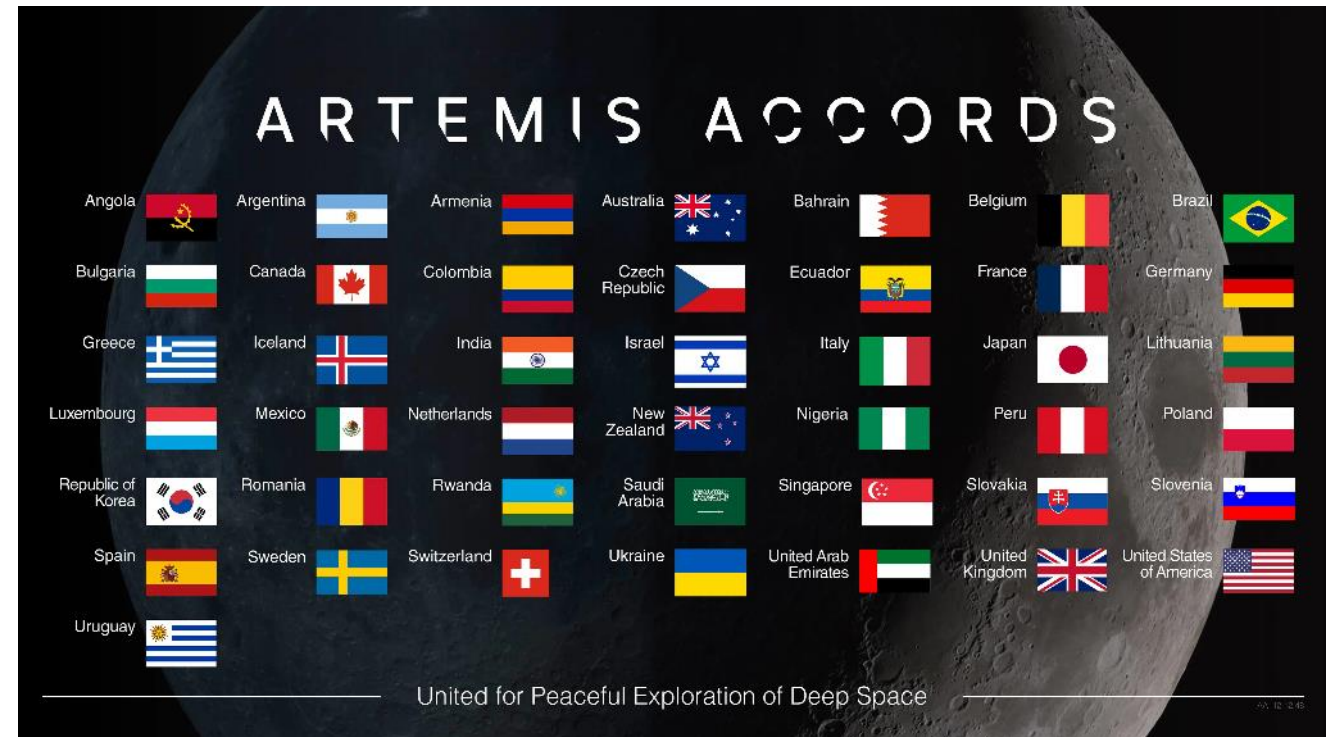 ARTEMIS ACCORDS
Angola
Argentina
Armenia
Australia
Bahrain
Belgium
Brazil
Bulgaria
Canada
Colombia
Czech
Republic
Ecuador
France
Germany
Greece
Iceland
India
Israel
Italy
Japan
Lithuania
Luxembourg
Mexico
Netherlands
New
Zealand
Nigeria
Peru
Poland
Republic of
Korea
Romania
Rwanda
Saudi
Arabia
Singapore
Slovakia
Slovenia
Spain
Sweden
Switzerland
Ukraine
United Arab
Emirates
United
Kingdom
United States
of America
Uruguay
United for Peaceful Exploration of Deep Space